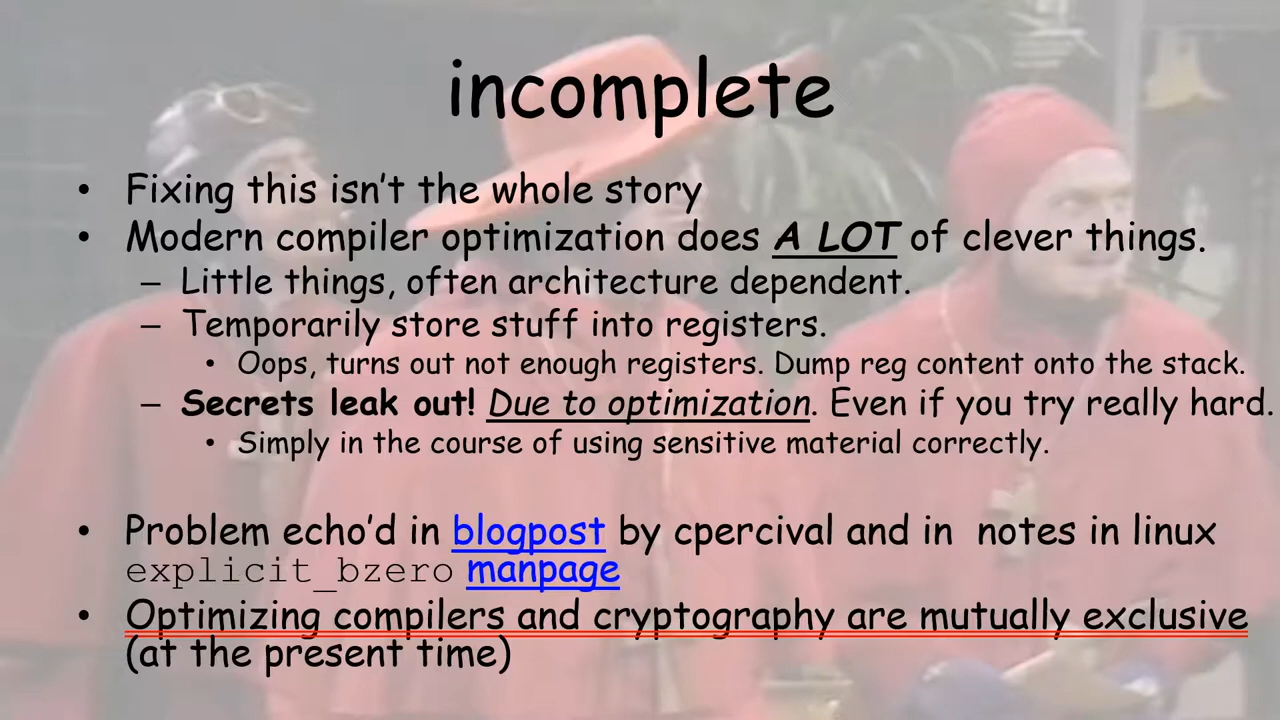 incomplete
• Fixing this isn’t the whole story
• Modern compiler optimization does A LOT of clever things.
– Little things, often architecture dependent.
– Temporarily store stuff into registers.
• Oops, turns out not enough registers. Dump reg content onto the stack.
– Secrets leak out! Due to optimization. Even if you try really hard.
• Simply in the course of using sensitive material correctly.
• Problem echo’d in blogpost by cpercival and in notes in linux
explicit_bzero manpage
• Optimizing compilers and cryptography are mutually exclusive
(at the present time)